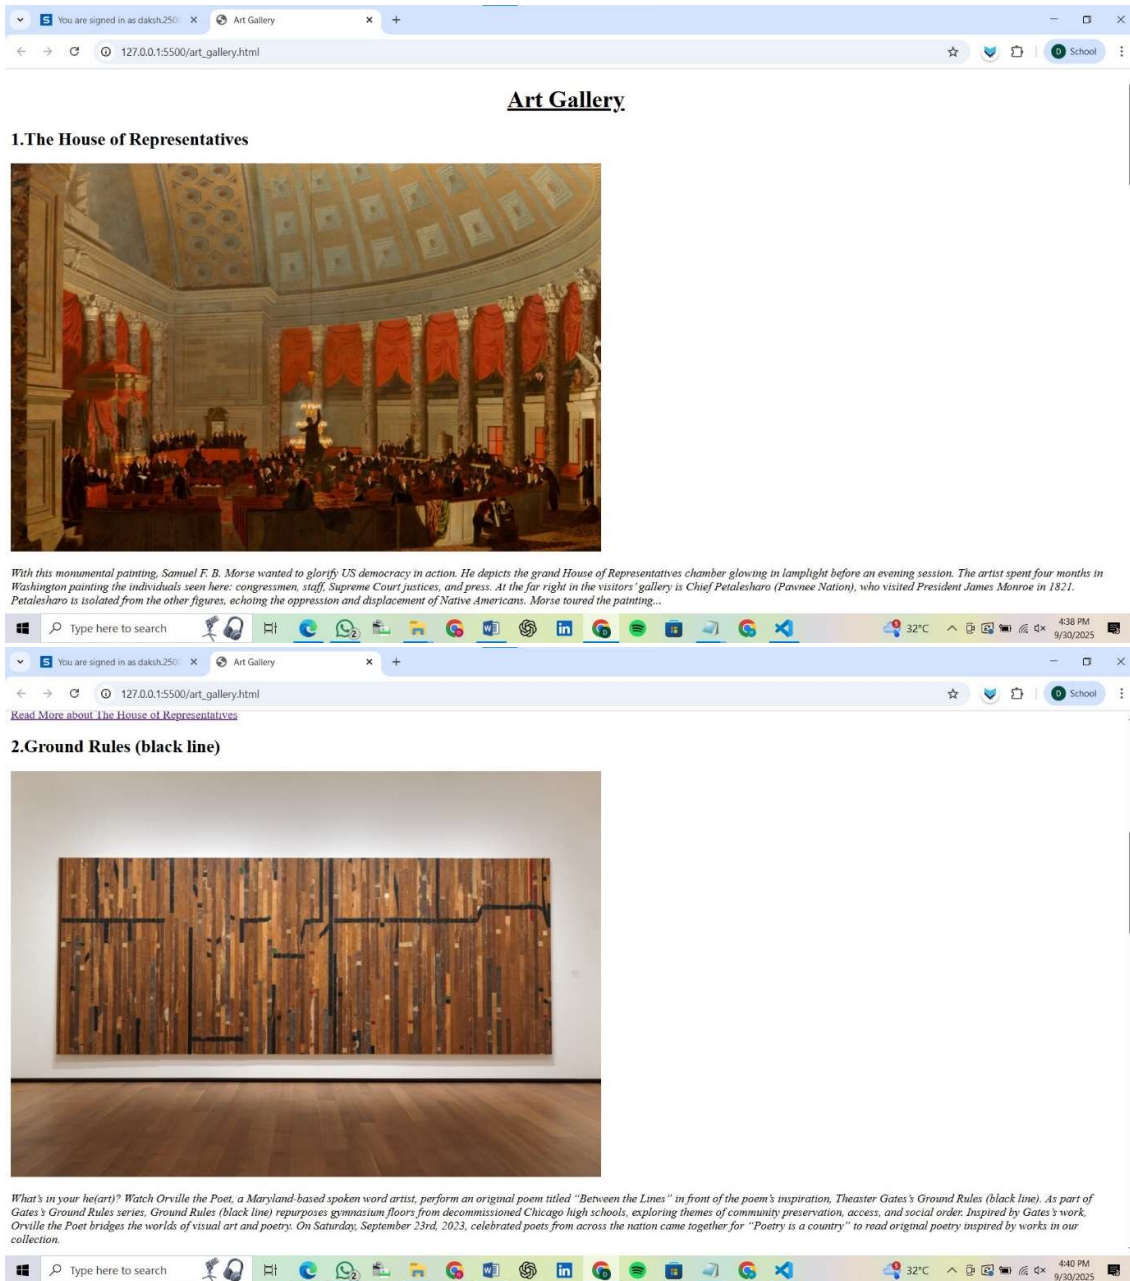 You are signed in as daksh.250
Art Gallery
127.0.0.1:5500/art_gallery.html
D School
Art Gallery
1.The House of Representatives
With this monumental painting, Samuel F. B. Morse wanted to glorify US democracy in action. He depicts the grand House of Representatives chamber glowing in lamplight before an evening session. The artist spent four months in
Washington painting the individuals seen here: congressmen, staff, Supreme Court justices, and press. At the far right in the visitors' gallery is Chief Petalesharo (Pawnee Nation), who visited President James Monroe in 1821.
Petalesharo is isolated from the other figures, echoing the oppression and displacement of Native Americans. Morse toured the painting...
Type here to search
2
32°C
4:38 PM
9/30/2025
You are signed in as daksh.250
Art Gallery
127.0.0.1:5500/art_gallery.html
D School
Read More about The House of Representatives
2.Ground Rules (black line)
What's in your he(art)? Watch Orville the Poet, a Maryland-based spoken word artist, perform an original poem titled “Between the Lines” in front of the poem's inspiration, Theaster Gates's Ground Rules (black line). As part of
Gates's Ground Rules series, Ground Rules (black line) repurposes gymnasium floors from decommissioned Chicago high schools, exploring themes of community preservation, access, and social order. Inspired by Gates's work,
Orville the Poet bridges the worlds of visual art and poetry. On Saturday, September 23rd, 2023, celebrated poets from across the nation came together for “Poetry is a country” to read original poetry inspired by works in our
collection.
Type here to search
2
32°C
4:40 PM
9/30/2025